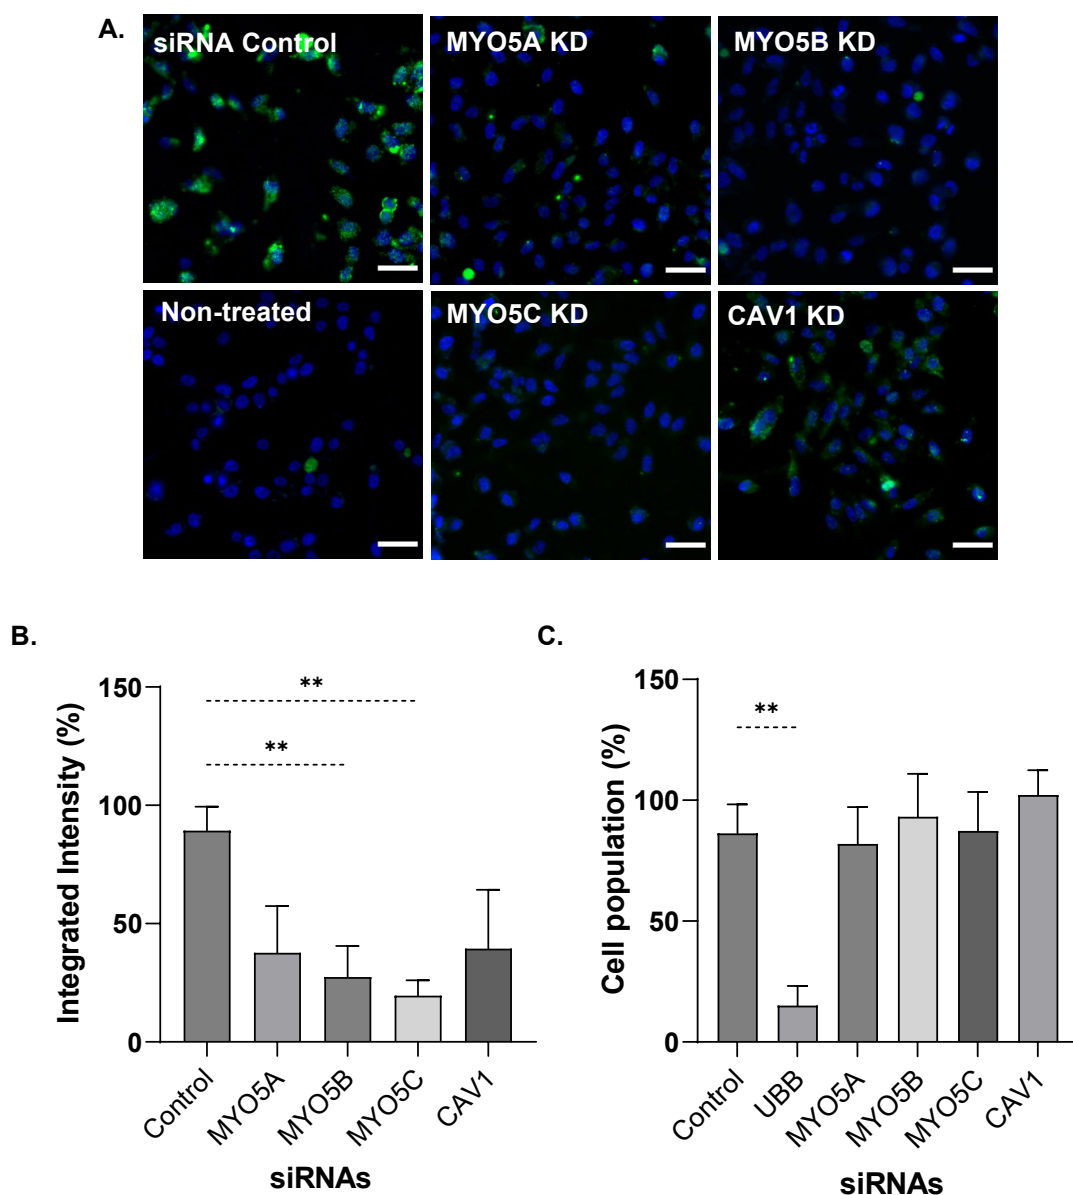 A.
siRNA Control
MYO5A KD
MYO5B KD
Non-treated
MYO5C KD
CAV1 KD
B.
Integrated Intensity (%)
150
100
50
0
**
**
Control
MYO5A
MYO5B
MYO5C
CAV1
siRNAs
C.
Cell population (%)
150
100
50
0
**
Control
UBB
MYO5A
MYO5B
MYO5C
CAV1
siRNAs